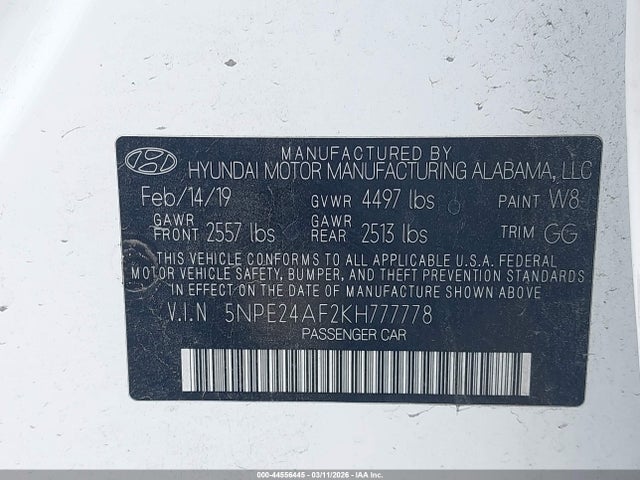 MANUFACTURED BY
HYUNDAI MOTOR MANUFACTURING ALABAMA, LLC
Feb/14/19 GVWR 4497 lbs PAINT W8
GAWR FRONT 2557 lbs GAWR REAR 2513 lbs TRIM GG
THIS VEHICLE CONFORMS TO ALL APPLICABLE U.S.A. FEDERAL
MOTOR VEHICLE SAFETY, BUMPER, AND THEFT PREVENTION STANDARDS
IN EFFECT ON THE DATE OF MANUFACTURE SHOWN ABOVE.
V.I.N 5NPE24AF2KH777778
PASSENGER CAR
000-44556445 - 03/11/2026 - IAA Inc.